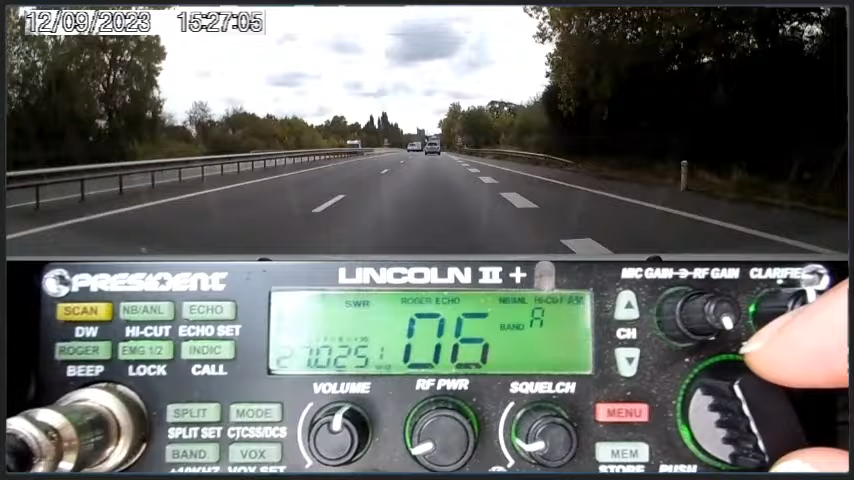 12/09/2023 15:27:05
PRESIDENT LINCOLN II + MIC GAIN RF GAIN CLARIFIER
SCAN NB/ANL ECHO
DW HI-CUT ECHO SET
ROGER EMG 1/2 INDIC
BEEP LOCK CALL
SWR ROGER ECHO NB/ANL HI-CUT
06 BAND A
27.0251
CH
VOLUME RF PWR SQUELCH
SPLIT MODE
SPLIT SET CTCSS/DCS
BAND VOX
+10KHZ VOX SET
MENU
MEM
STORE PUSH